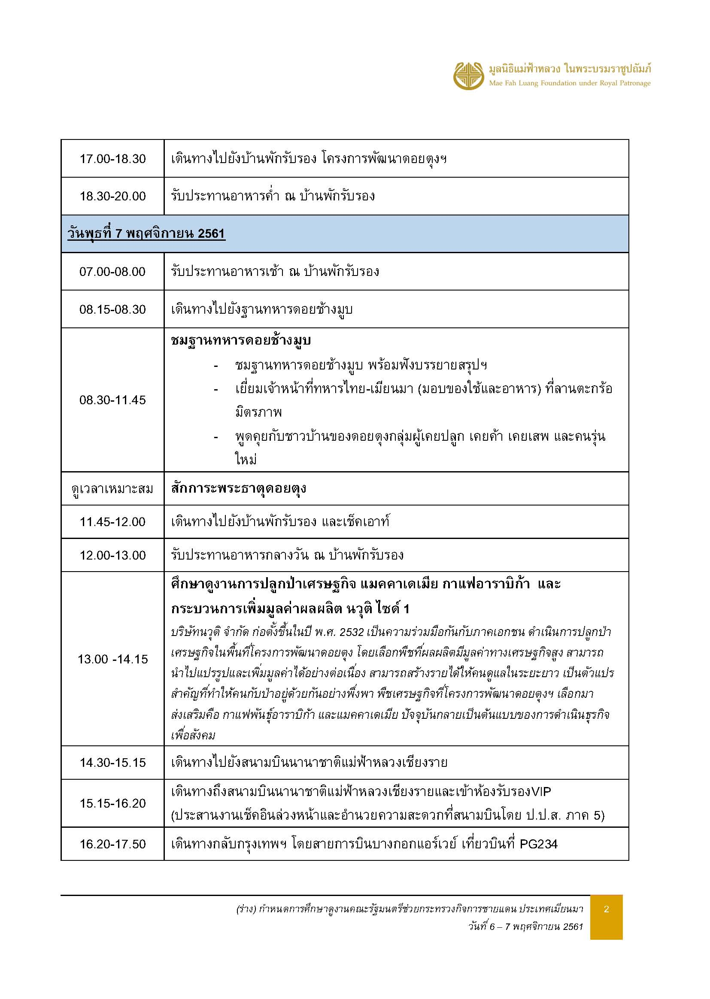 มูลนิธิแม่ฟ้าหลวง ในพระบรมราชูปถัมภ์
Mae Fah Luang Foundation under Royal Patronage
17.00-18.30 เดินทางไปยังบ้านพักรับรอง โครงการพัฒนาดอยตุงฯ
18.30-20.00 รับประทานอาหารค่ำ ณ บ้านพักรับรอง
วันพุธที่ 7 พฤศจิกายน 2561
07.00-08.00 รับประทานอาหารเช้า ณ บ้านพักรับรอง
08.15-08.30 เดินทางไปยังฐานทหารดอยช้างมูบ
08.30-11.45 ชมฐานทหารดอยช้างมูบ
- ชมฐานทหารดอยช้างมูบ พร้อมฟังบรรยายสรุปฯ
- เยี่ยมเจ้าหน้าที่ทหารไทย-เมียนมา (มอบของใช้และอาหาร) ที่ลานตะกร้อ
มิตรภาพ
- พูดคุยกับชาวบ้านของดอยตุงกลุ่มผู้เคยปลูก เคยค้า เคยเสพ และคนรุ่น
ใหม่
ดูเวลาเหมาะสม สักการะพระธาตุดอยตุง
11.45-12.00 เดินทางไปยังบ้านพักรับรอง และเช็คเอาท์
12.00-13.00 รับประทานอาหารกลางวัน ณ บ้านพักรับรอง
13.00 -14.15 ศึกษาดูงานการปลูกป่าเศรษฐกิจ แมคคาเดเมีย กาแฟอาราบิก้า และ
กระบวนการเพิ่มมูลค่าผลผลิต นวุติ ไซด์ 1
บริษัทนวุติ จำกัด ก่อตั้งขึ้นในปี พ.ศ. 2532 เป็นความร่วมมือกันกับภาคเอกชน ดำเนินการปลูกป่า
เศรษฐกิจในพื้นที่โครงการพัฒนาดอยตุง โดยเลือกพืชที่ผลผลิตมีมูลค่าทางเศรษฐกิจสูง สามารถ
นำไปแปรรูปและเพิ่มมูลค่าได้อย่างต่อเนื่อง สามารถสร้างรายได้ให้คนดูแลในระยะยาว เป็นตัวแปร
สำคัญที่ทำให้คนกับป่าอยู่ด้วยกันอย่างพึ่งพา พืชเศรษฐกิจที่โครงการพัฒนาดอยตุงฯ เลือกมา
ส่งเสริมคือ กาแฟพันธุ์อาราบิก้า และแมคคาเดเมีย ปัจจุบันกลายเป็นต้นแบบของการดำเนินธุรกิจ
เพื่อสังคม
14.30-15.15 เดินทางไปยังสนามบินนานาชาติแม่ฟ้าหลวงเชียงราย
15.15-16.20 เดินทางถึงสนามบินนานาชาติแม่ฟ้าหลวงเชียงรายและเข้าห้องรับรองVIP
(ประสานงานเช็คอินล่วงหน้าและอำนวยความสะดวกที่สนามบินโดย ป.ป.ส. ภาค 5)
16.20-17.50 เดินทางกลับกรุงเทพฯ โดยสายการบินบางกอกแอร์เวย์ เที่ยวบินที่ PG234
(ร่าง) กำหนดการศึกษาดูงานคณะรัฐมนตรีช่วยกระทรวงกิจการชายแดน ประเทศเมียนมา 2
วันที่ 6 – 7 พฤศจิกายน 2561